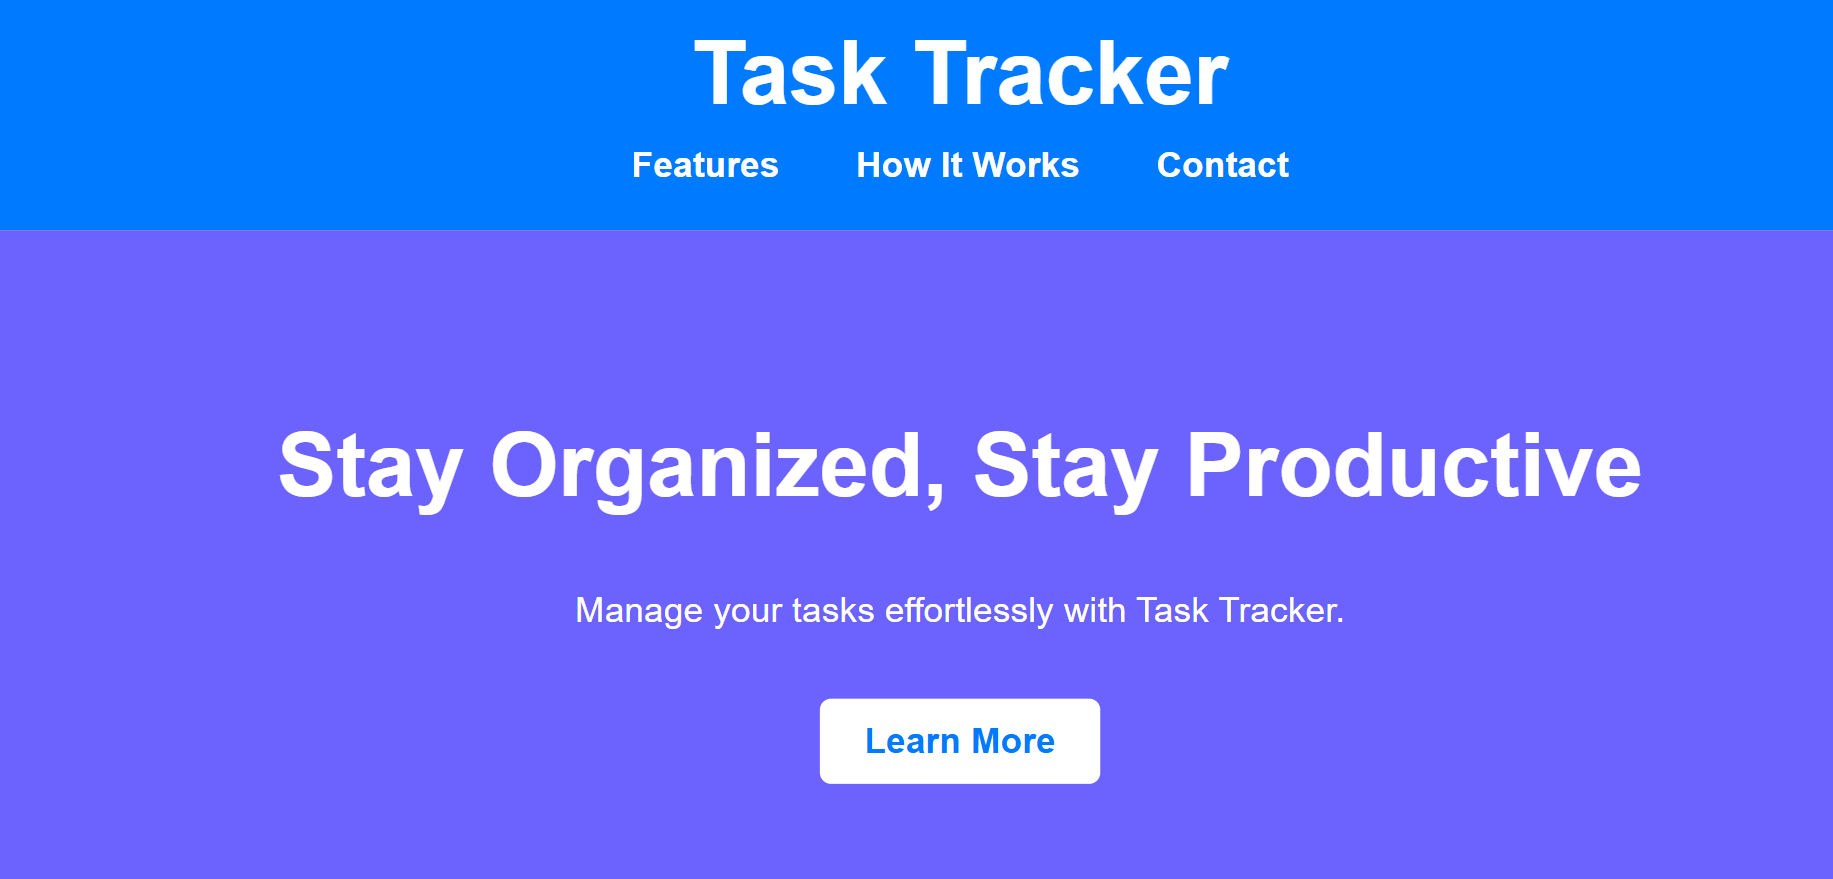 Task Tracker
Features How It Works Contact
Stay Organized, Stay Productive
Manage your tasks effortlessly with Task Tracker.
Learn More